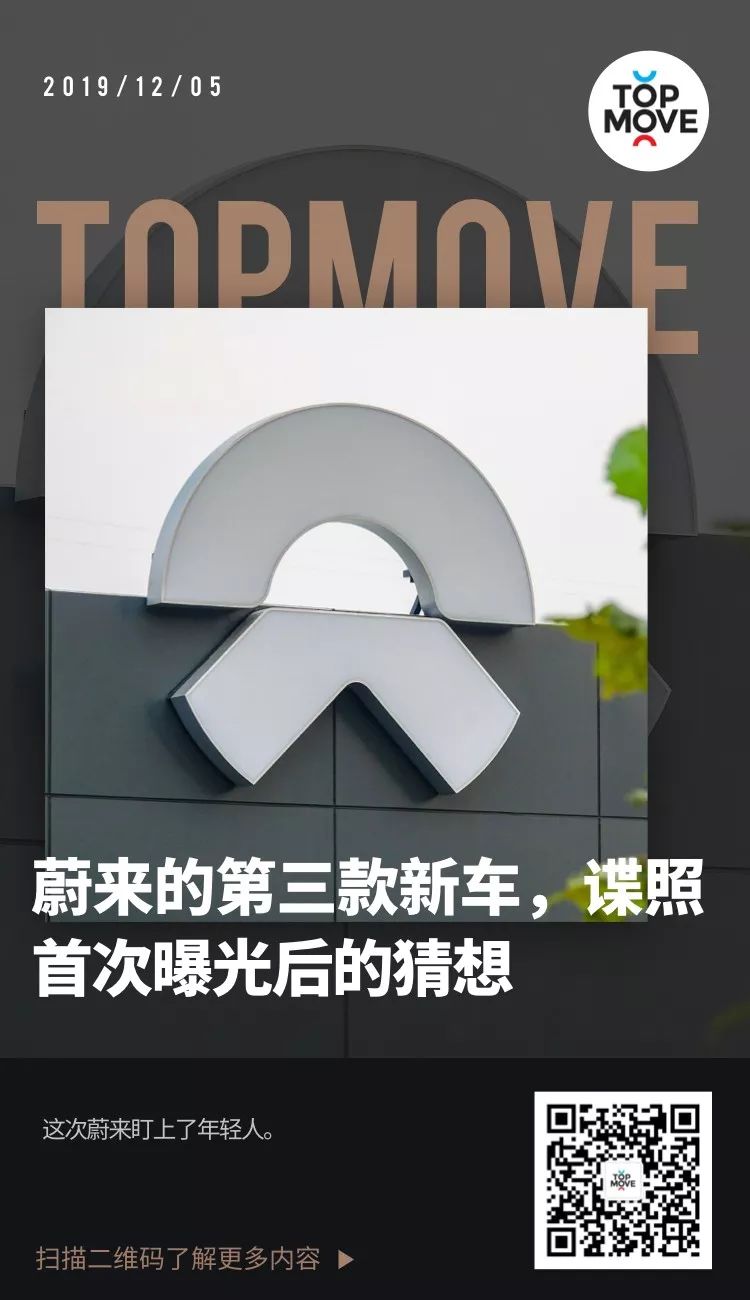 2019/12/05
TOP
MOVE
TOPMOVE
蔚来的第三款新车，谍照
首次曝光后的猜想
这次蔚来盯上了年轻人。
TOP
MOVE
扫描二维码了解更多内容